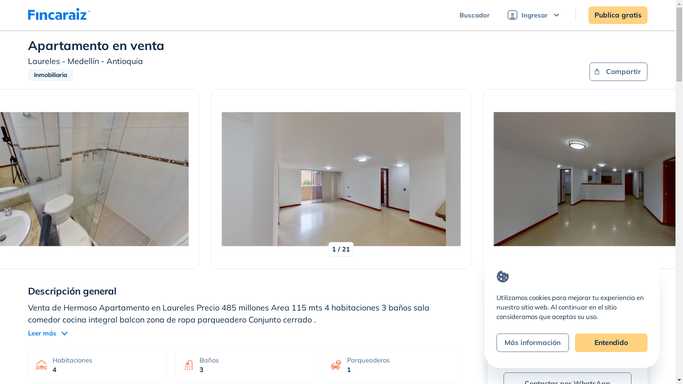 Fincaraiz
Buscador
Ingresar
Publica gratis
Apartamento en venta
Laureles - Medellín - Antioquia
Inmobiliaria
Compartir
1 / 21
Descripción general
Venta de Hermoso Apartamento en Laureles Precio 485 millones Area 115 mts 4 habitaciones 3 baños sala
comedor cocina integral balcon zona de ropa parqueadero Conjunto cerrado .
Leer más
Habitaciones
4
Baños
3
Parqueaderos
1
Utilizamos cookies para mejorar tu experiencia en
nuestro sitio web. Al continuar en el sitio
consideramos que aceptas su uso.
Más información
Entendido
Contactar por WhatsApp